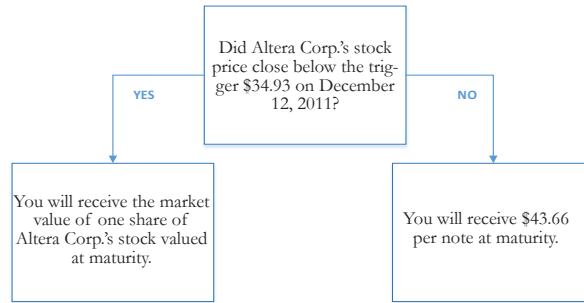 Did Altera Corp.'s stock
price close below the trig-
ger $34.93 on December
12, 2011?
YES
NO
You will receive the market
value of one share of
Altera Corp.'s stock valued
at maturity.
You will receive $43.66
per note at maturity.